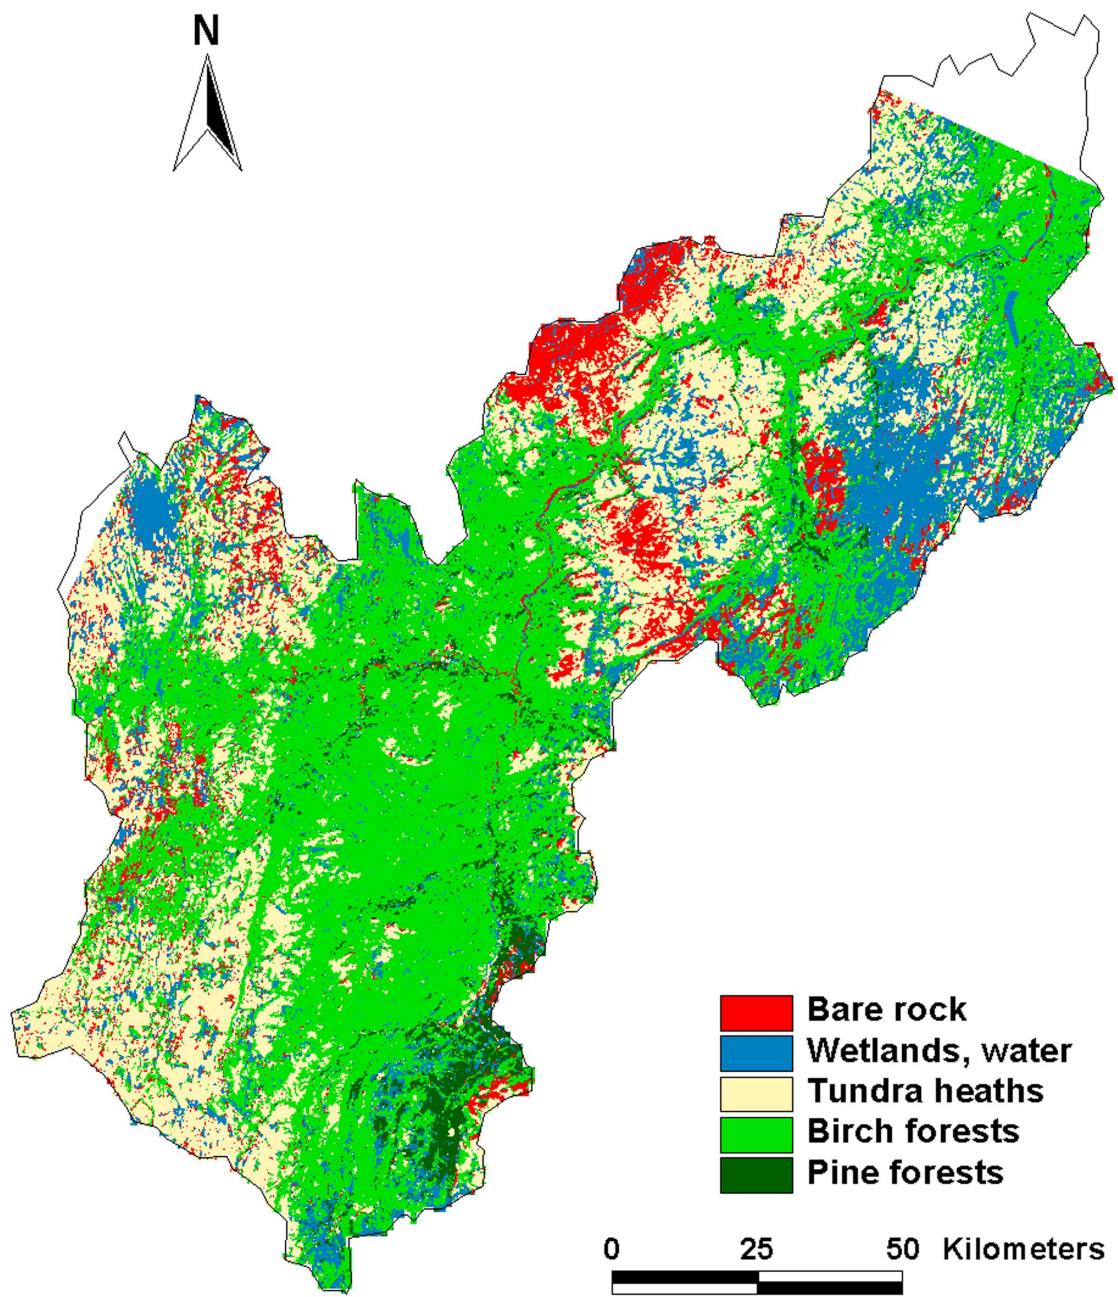 N
Bare rock
Wetlands, water
Tundra heaths
Birch forests
Pine forests
0 25 50 Kilometers